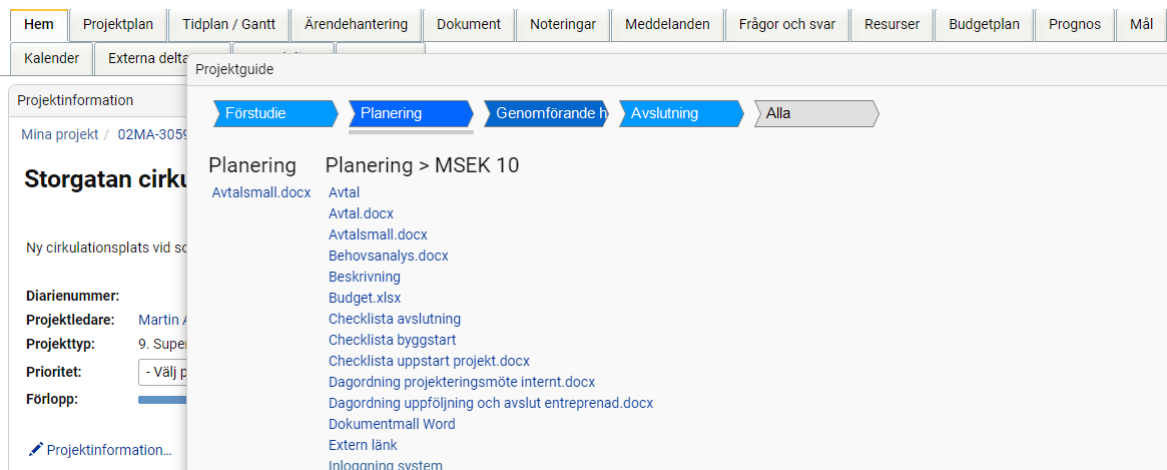 Hem Projektplan Tidplan / Gantt Ärendehantering Dokument Noteringar Meddelanden Frågor och svar Resurser Budgetplan Prognos Mål
Kalender Externa delta
Projektguide
Projektinformation
Förstudie Planering Genomförande h Avslutning Alla
Mina projekt / 02MA-3059
Planering Planering > MSEK 10
Storgatan cirku
Avtalsmall.docx Avtal
Avtal.docx
Avtalsmall.docx
Ny cirkulationsplats vid so
Behovsanalys.docx
Beskrivning
Diarienummer:
Budget.xlsx
Projektledare: Martin A
Checklista avslutning
Projekttyp: 9. Super
Checklista byggstart
Checklista uppstart projekt.docx
Prioritet: - Välj p
Dagordning projekteringsmöte internt.docx
Förlopp:
Dagordning uppföljning och avslut entreprenad.docx
Dokumentmall Word
Extern länk
Projektinformation...
Inloggning system